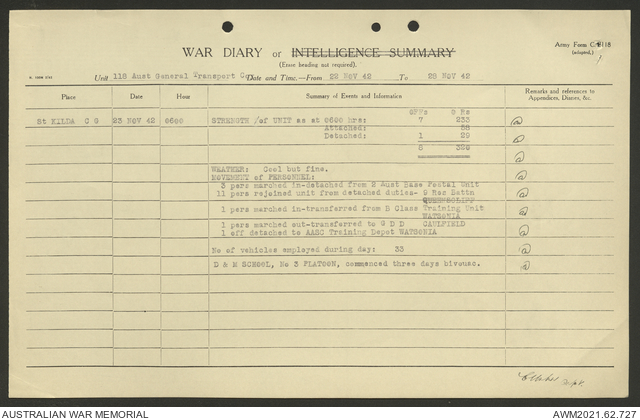 WAR DIARY or INTELLIGENCE SUMMARY
(Erase heading not required).
Army Form C.2118
(adapted.)
Unit 118 Aust General Transport Co Date and Time.—From 22 NOV 42 To 28 NOV 42
Place Date Hour Summary of Events and Information Remarks and references to Appendices, Diaries, &c.
OFFs O Rs
St KILDA C G 23 NOV 42 0600 STRENGTH /of UNIT as at 0600 hrs: 7 233
Attached: 58
Detached: 1 29
8 320
WEATHER: Cool but fine.
MOVEMENT of PERSONNEL:
3 pers marched in-detached from 2 Aust Base Postal Unit
11 pers rejoined unit from detached duties- 9 Res Battn
QUEENSCLIFF
1 pers marched in-transferred from B Class Training Unit
WATSONIA
1 pers marched out-transferred to G D D CAULFIELD
1 off detached to AASC Training Depot WATSONIA
No of vehicles employed during day: 33
D & M SCHOOL, No 3 PLATOON, commenced three days bivouac.
AUSTRALIAN WAR MEMORIAL
AWM2021.62.727